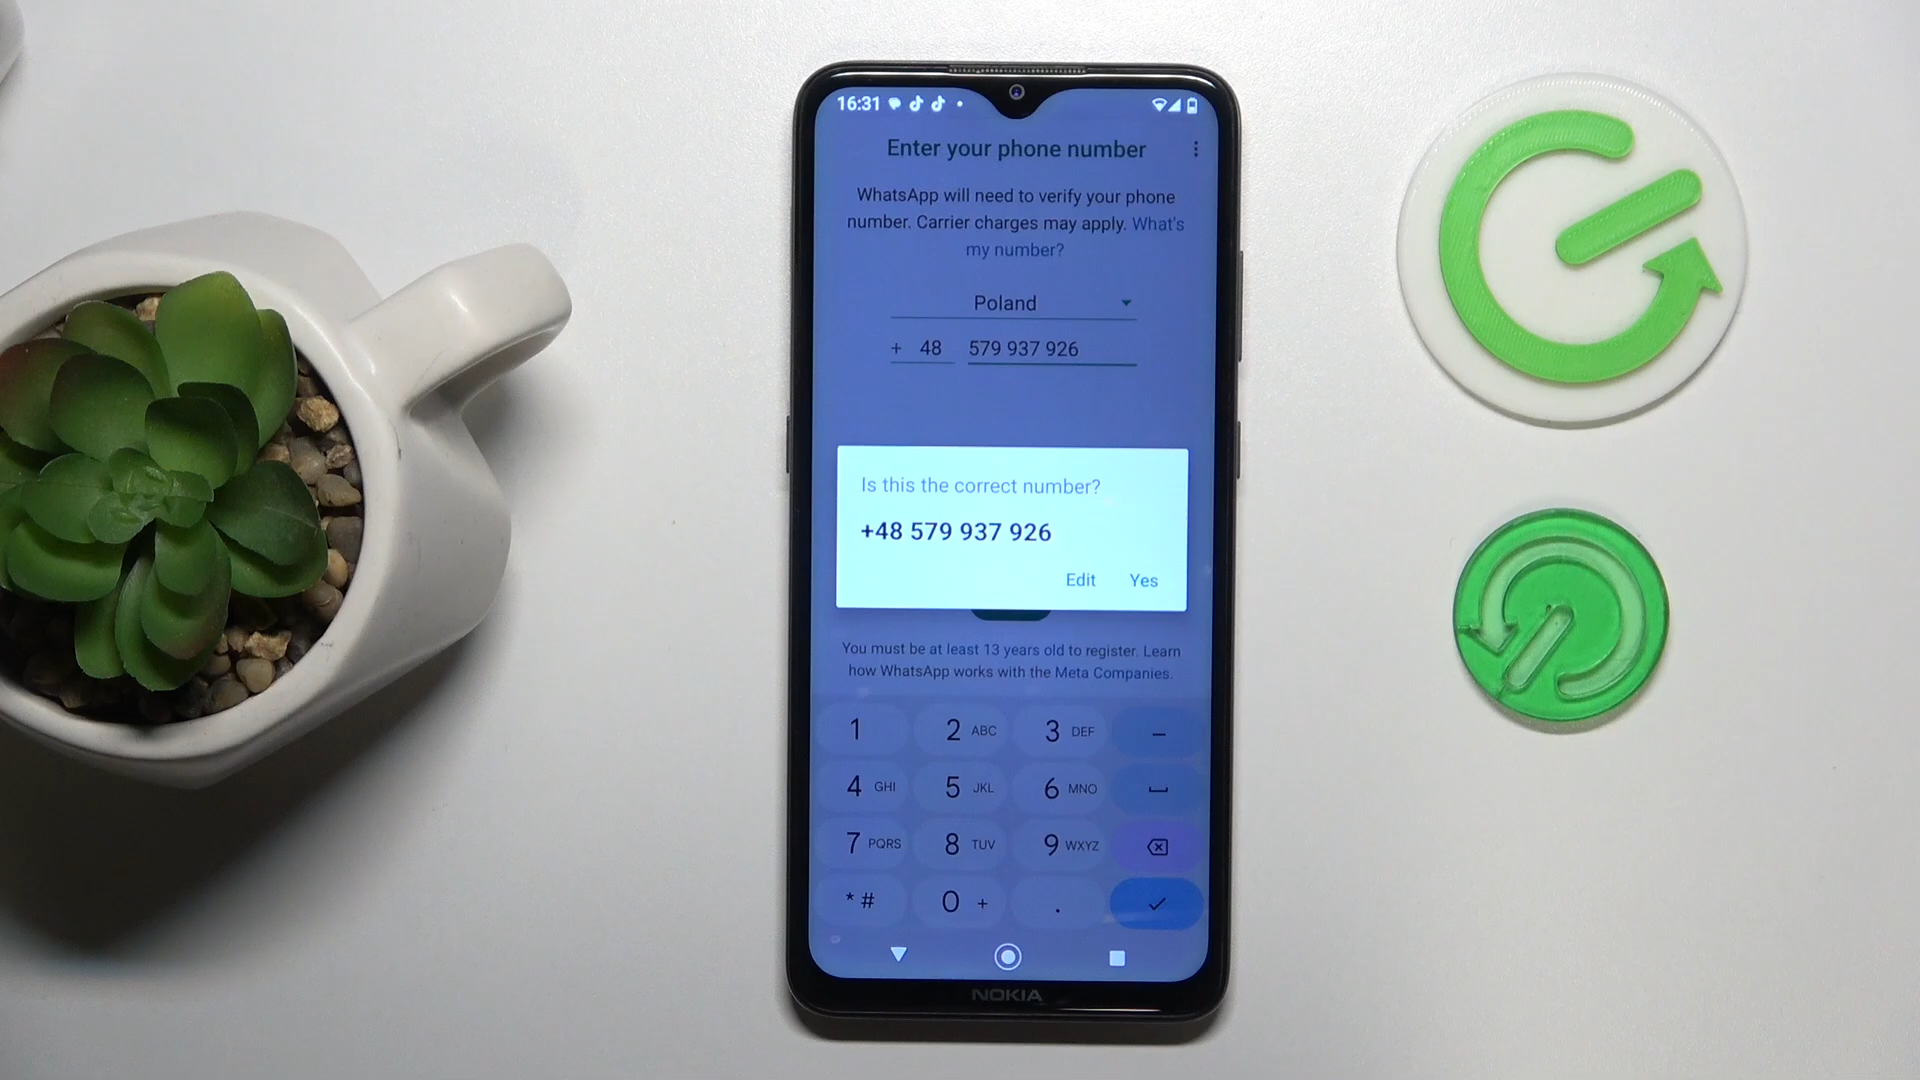 16:31
Enter your phone number
WhatsApp will need to verify your phone
number. Carrier charges may apply. What's
my number?
Poland
+ 48 579 937 926
Is this the correct number?
+48 579 937 926
Edit Yes
You must be at least 13 years old to register. Learn
how WhatsApp works with the Meta Companies.
1 2 ABC 3 DEF –
4 GHI 5 JKL 6 MNO
7 PQRS 8 TUV 9 WXYZ
* # 0 + .
NOKIA